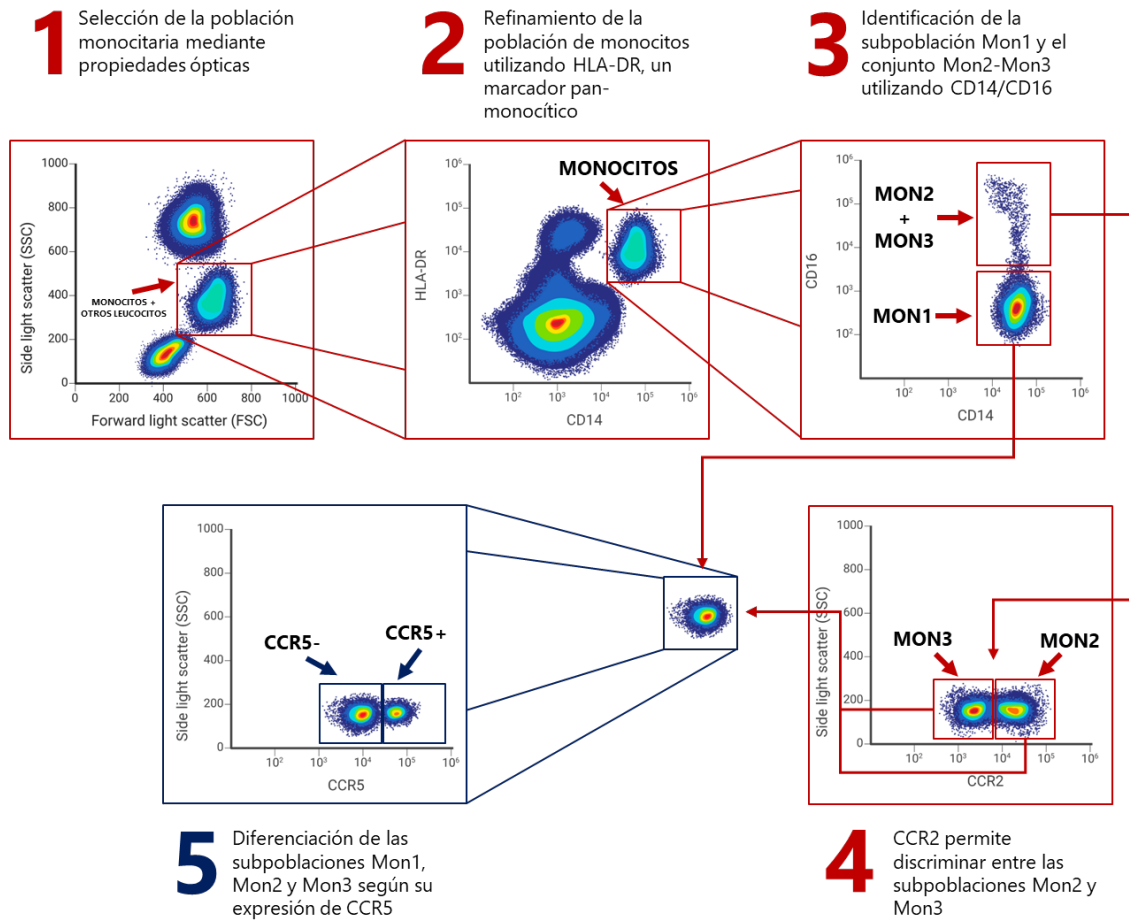 1
Selección de la población
monocitaria mediante
propiedades ópticas
2
Refinamiento de la
población de monocitos
utilizando HLA-DR, un
marcador pan-
monocítico
3
Identificación de la
subpoblación Mon1 y el
conjunto Mon2-Mon3
utilizando CD14/CD16
Side light scatter (SSC)
1000
800
600
400
200
0
MONOCITOS +
OTROS LEUCOCITOS
0 200 400 600 800 1000
Forward light scatter (FSC)
HLA-DR
10⁶
10⁵
10⁴
10³
10²
MONOCITOS
10² 10³ 10⁴ 10⁵ 10⁶
CD14
CD16
10⁶
10⁵
10⁴
10³
10²
MON2
+
MON3
MON1
10² 10³ 10⁴ 10⁵ 10⁶
CD14
Side light scatter (SSC)
1000
800
600
400
200
0
CCR5-
CCR5+
10² 10³ 10⁴ 10⁵ 10⁶
CCR5
Side light scatter (SSC)
1000
800
600
400
200
0
MON3
MON2
10² 10³ 10⁴ 10⁵ 10⁶
CCR2
5
Diferenciación de las
subpoblaciones Mon1,
Mon2 y Mon3 según su
expresión de CCR5
4
CCR2 permite
discriminar entre las
subpoblaciones Mon2 y
Mon3